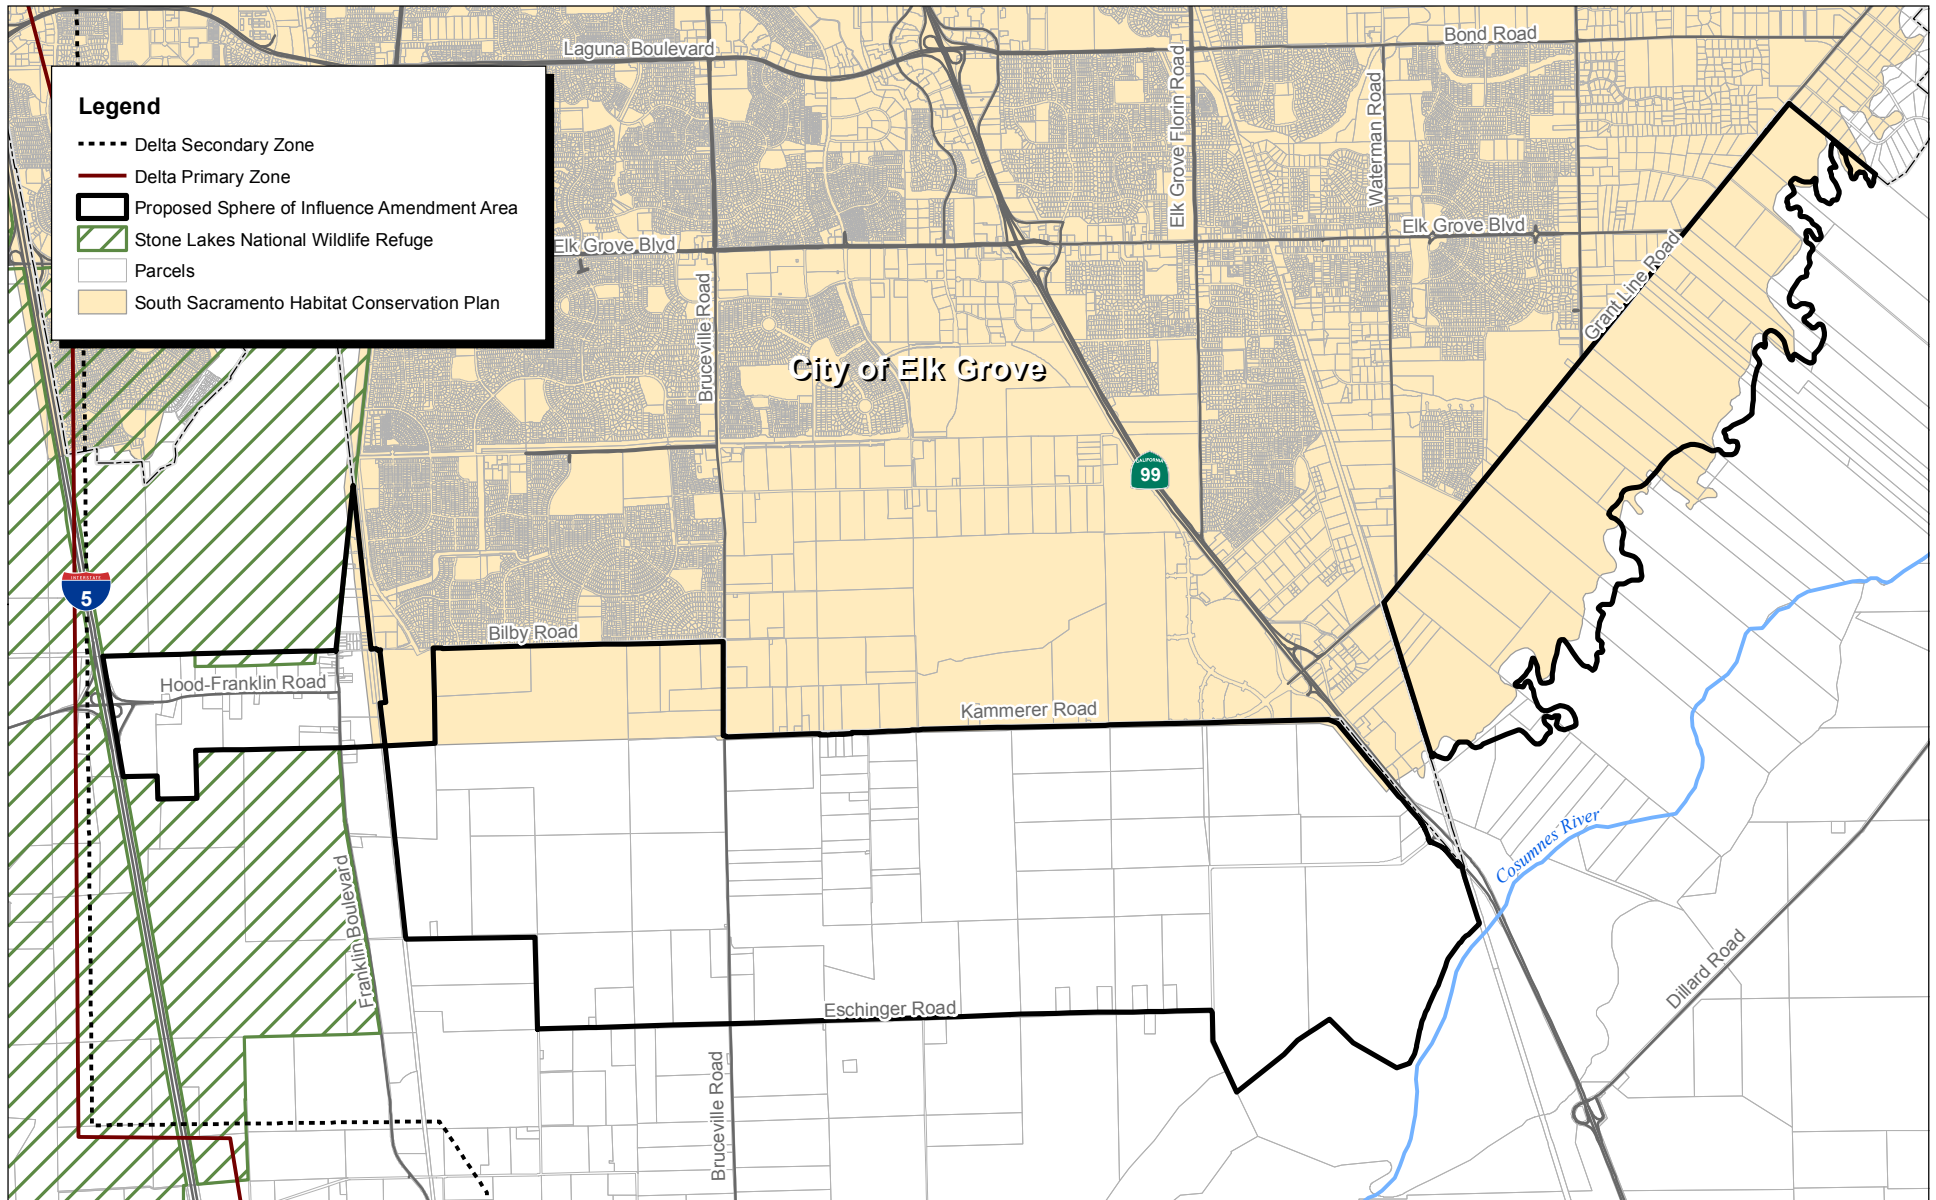 Laguna Boulevard
Bond Road
Legend
Delta Secondary Zone
Delta Primary Zone
Proposed Sphere of Influence Amendment Area
Stone Lakes National Wildlife Refuge
Parcels
South Sacramento Habitat Conservation Plan
Elk Grove Florin Road
Waterman Road
Elk Grove Blvd
Elk Grove Blvd
Grant Line Road
Bruceville Road
City of Elk Grove
CALIFORNIA
99
INTERSTATE
5
Bilby Road
Hood-Franklin Road
Kammerer Road
Cosumnes River
Franklin Boulevard
Dillard Road
Eschinger Road
Bruceville Road